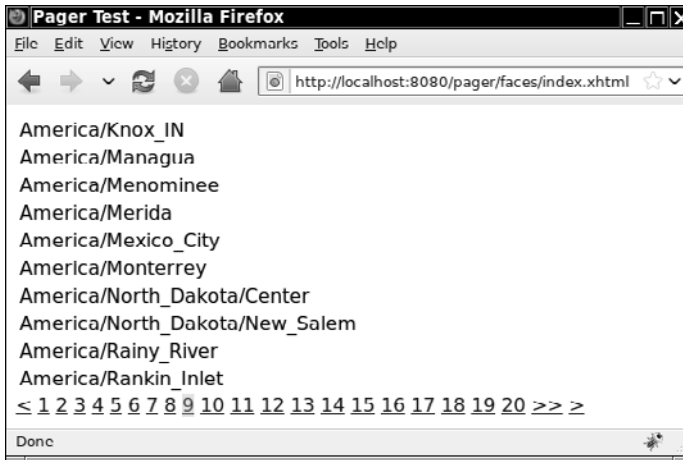 Pager Test - Mozilla Firefox
File Edit View History Bookmarks Tools Help
http://localhost:8080/pager/faces/index.xhtml
America/Knox_IN
America/Managua
America/Menominee
America/Merida
America/Mexico_City
America/Monterrey
America/North_Dakota/Center
America/North_Dakota/New_Salem
America/Rainy_River
America/Rankin_Inlet
< 1 2 3 4 5 6 7 8 9 10 11 12 13 14 15 16 17 18 19 20 >> >
Done